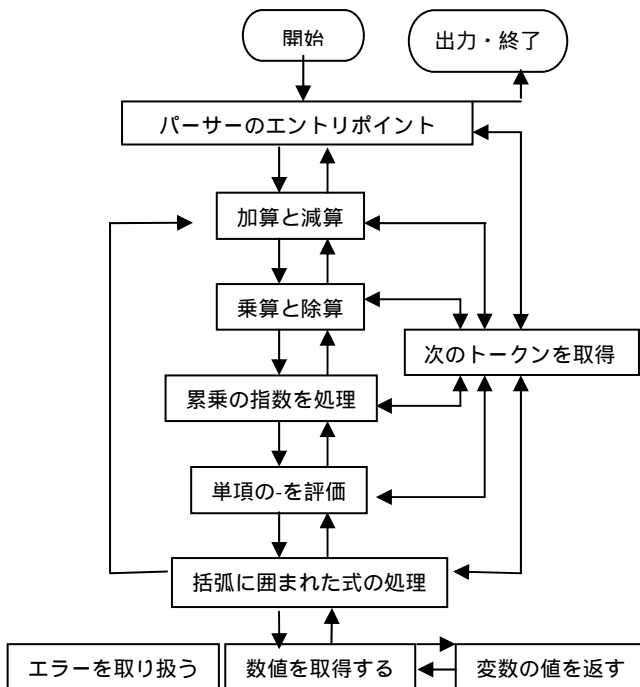 開始
出力・終了
パーサーのエントリポイント
加算と減算
乗算と除算
次のトークンを取得
累乗の指数を処理
単項の-を評価
括弧に囲まれた式の処理
エラーを取り扱う
数値を取得する
変数の値を返す